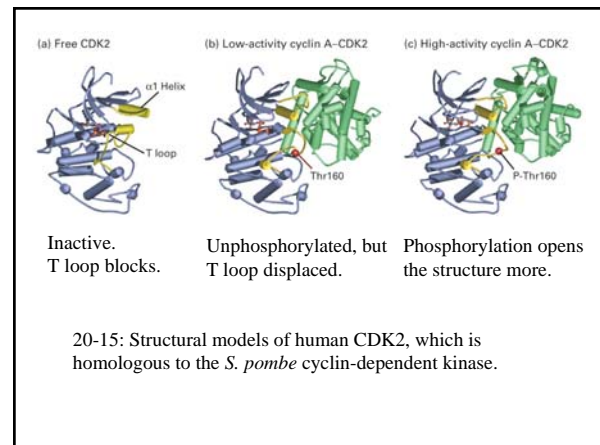 (a) Free CDK2
(b) Low-activity cyclin A–CDK2
(c) High-activity cyclin A–CDK2
α1 Helix
T loop
Thr160
P-Thr160
Inactive.
T loop blocks.
Unphosphorylated, but
T loop displaced.
Phosphorylation opens
the structure more.
20-15: Structural models of human CDK2, which is
homologous to the S. pombe cyclin-dependent kinase.